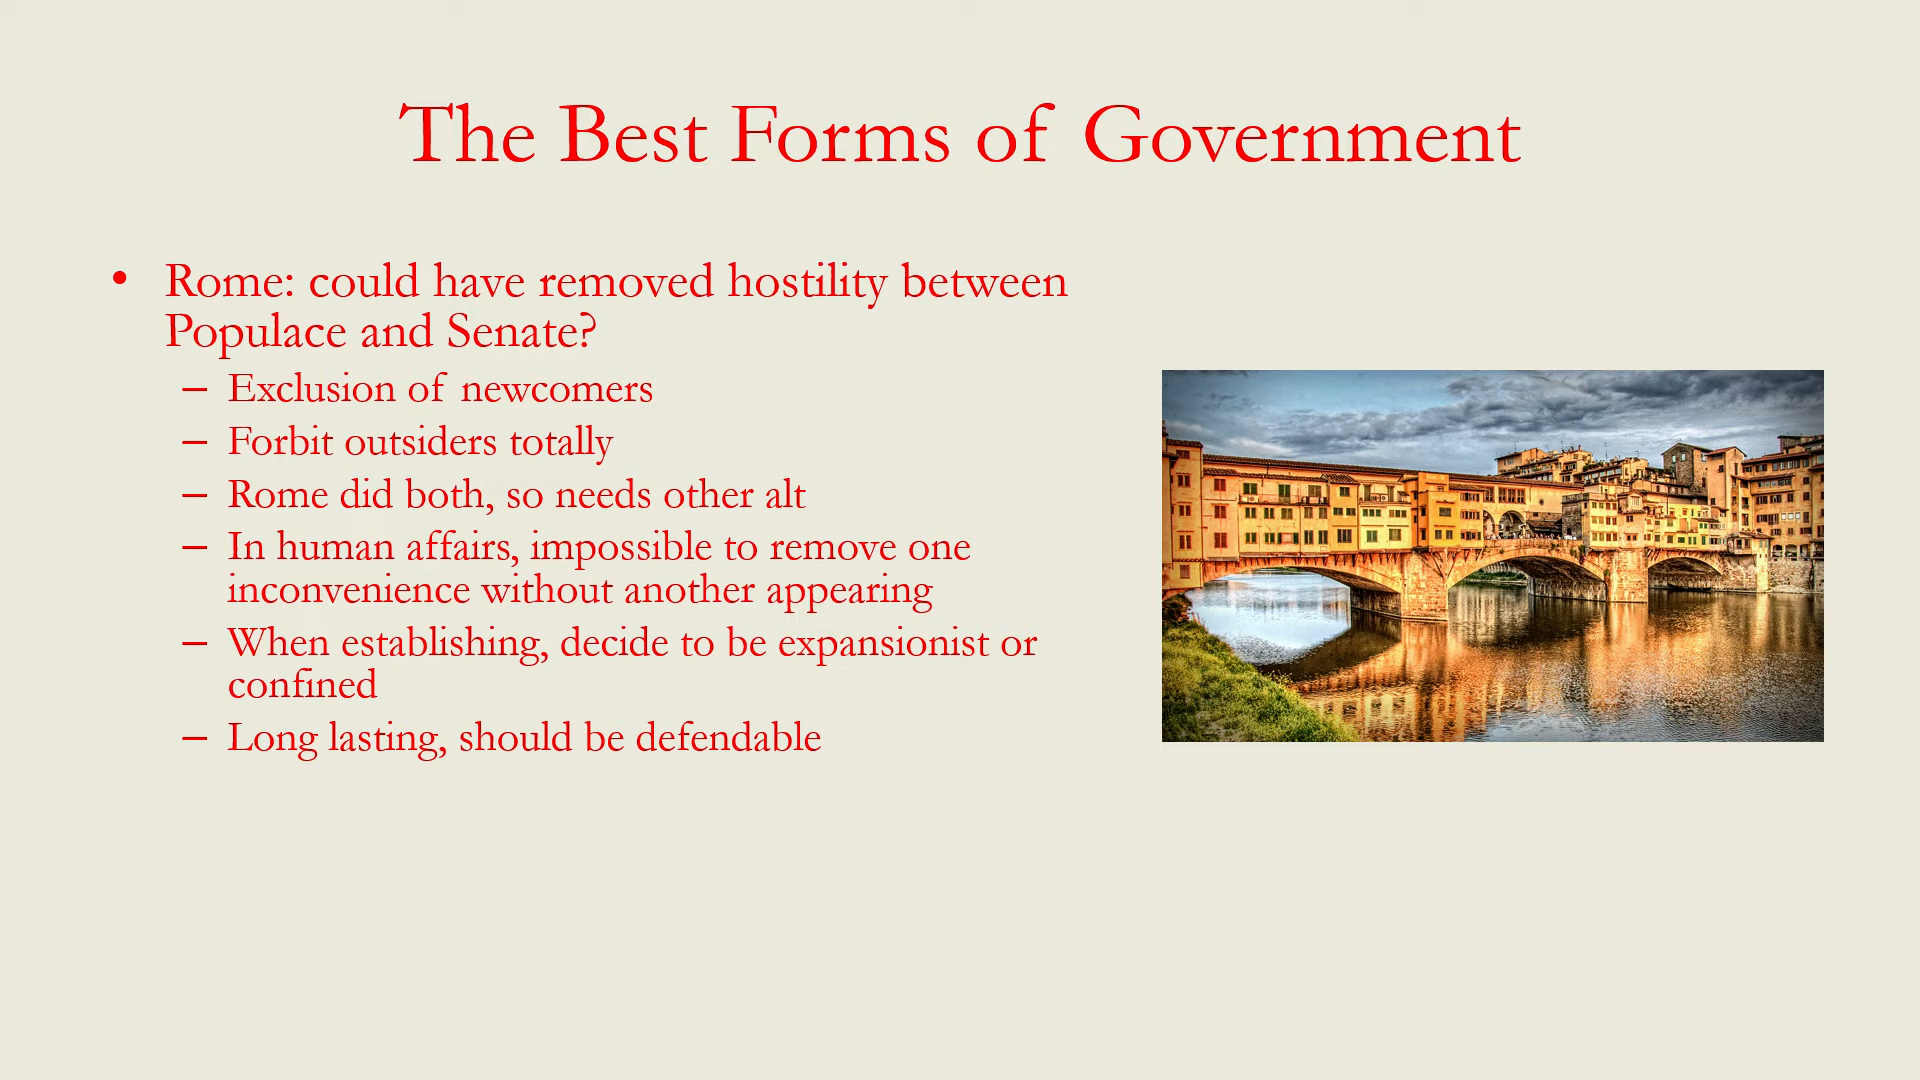 The Best Forms of Government
• Rome: could have removed hostility between
Populace and Senate?
– Exclusion of newcomers
– Forbit outsiders totally
– Rome did both, so needs other alt
– In human affairs, impossible to remove one
inconvenience without another appearing
– When establishing, decide to be expansionist or
confined
– Long lasting, should be defendable